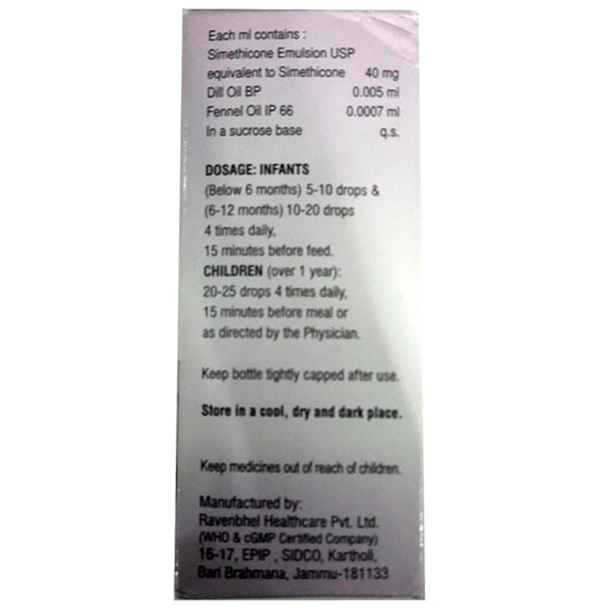 Each ml contains :
Simethicone Emulsion USP
equivalent to Simethicone 40 mg
Dill Oil BP 0.005 ml
Fennel Oil IP 66 0.0007 ml
In a sucrose base q.s.
DOSAGE: INFANTS
(Below 6 months) 5-10 drops &
(6-12 months) 10-20 drops
4 times daily,
15 minutes before feed.
CHILDREN (over 1 year):
20-25 drops 4 times daily,
15 minutes before meal or
as directed by the Physician.
Keep bottle tightly capped after use.
Store in a cool, dry and dark place.
Keep medicines out of reach of children.
Manufactured by:
Ravenbhel Healthcare Pvt. Ltd.
(WHO & cGMP Certified Company)
16-17, EPIP , SIDCO, Kartholi,
Bari Brahmana, Jammu-181133